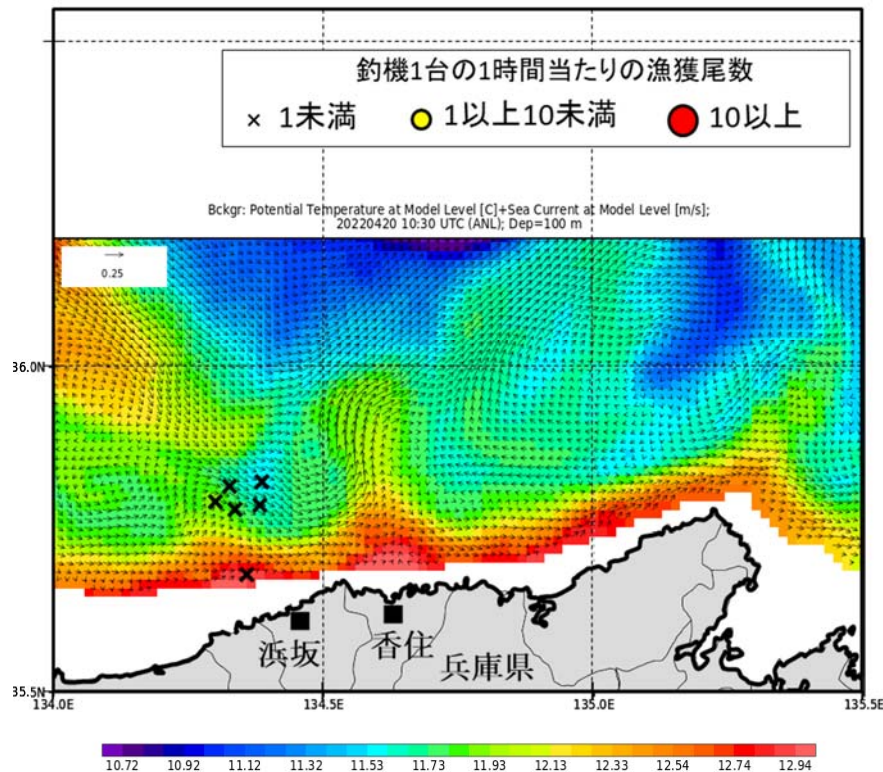 釣機1台の1時間当たりの漁獲尾数
× 1未満 1以上10未満 10以上
Bckgr: Potential Temperature at Model Level [C]+Sea Current at Model Level [m/s];
20220420 10:30 UTC (ANL); Dep=100 m
0.25
36.0N
浜坂
香住
兵庫県
35.5N
134.0E 134.5E 135.0E 135.5E
10.72 10.92 11.12 11.32 11.53 11.73 11.93 12.13 12.33 12.54 12.74 12.94